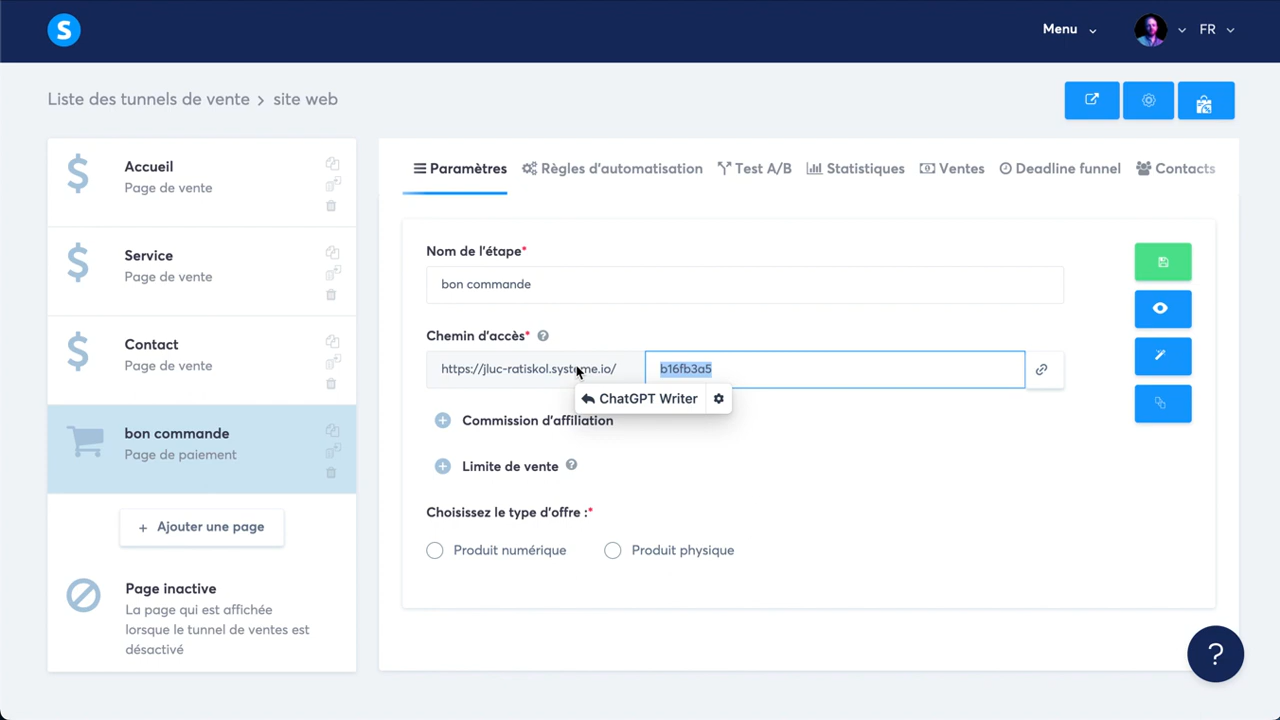 S
Menu
FR
Liste des tunnels de vente > site web
Accueil
Page de vente
Service
Page de vente
Contact
Page de vente
bon commande
Page de paiement
+ Ajouter une page
Page inactive
La page qui est affichée
lorsque le tunnel de ventes est
désactivé
Paramètres
Règles d'automatisation
Test A/B
Statistiques
Ventes
Deadline funnel
Contacts
Nom de l'étape*
bon commande
Chemin d'accès* ?
https://jluc-ratiskol.systeme.io/
b16fb3a5
ChatGPT Writer
+ Commission d'affiliation
+ Limite de vente ?
Choisissez le type d'offre :*
Produit numérique
Produit physique
?